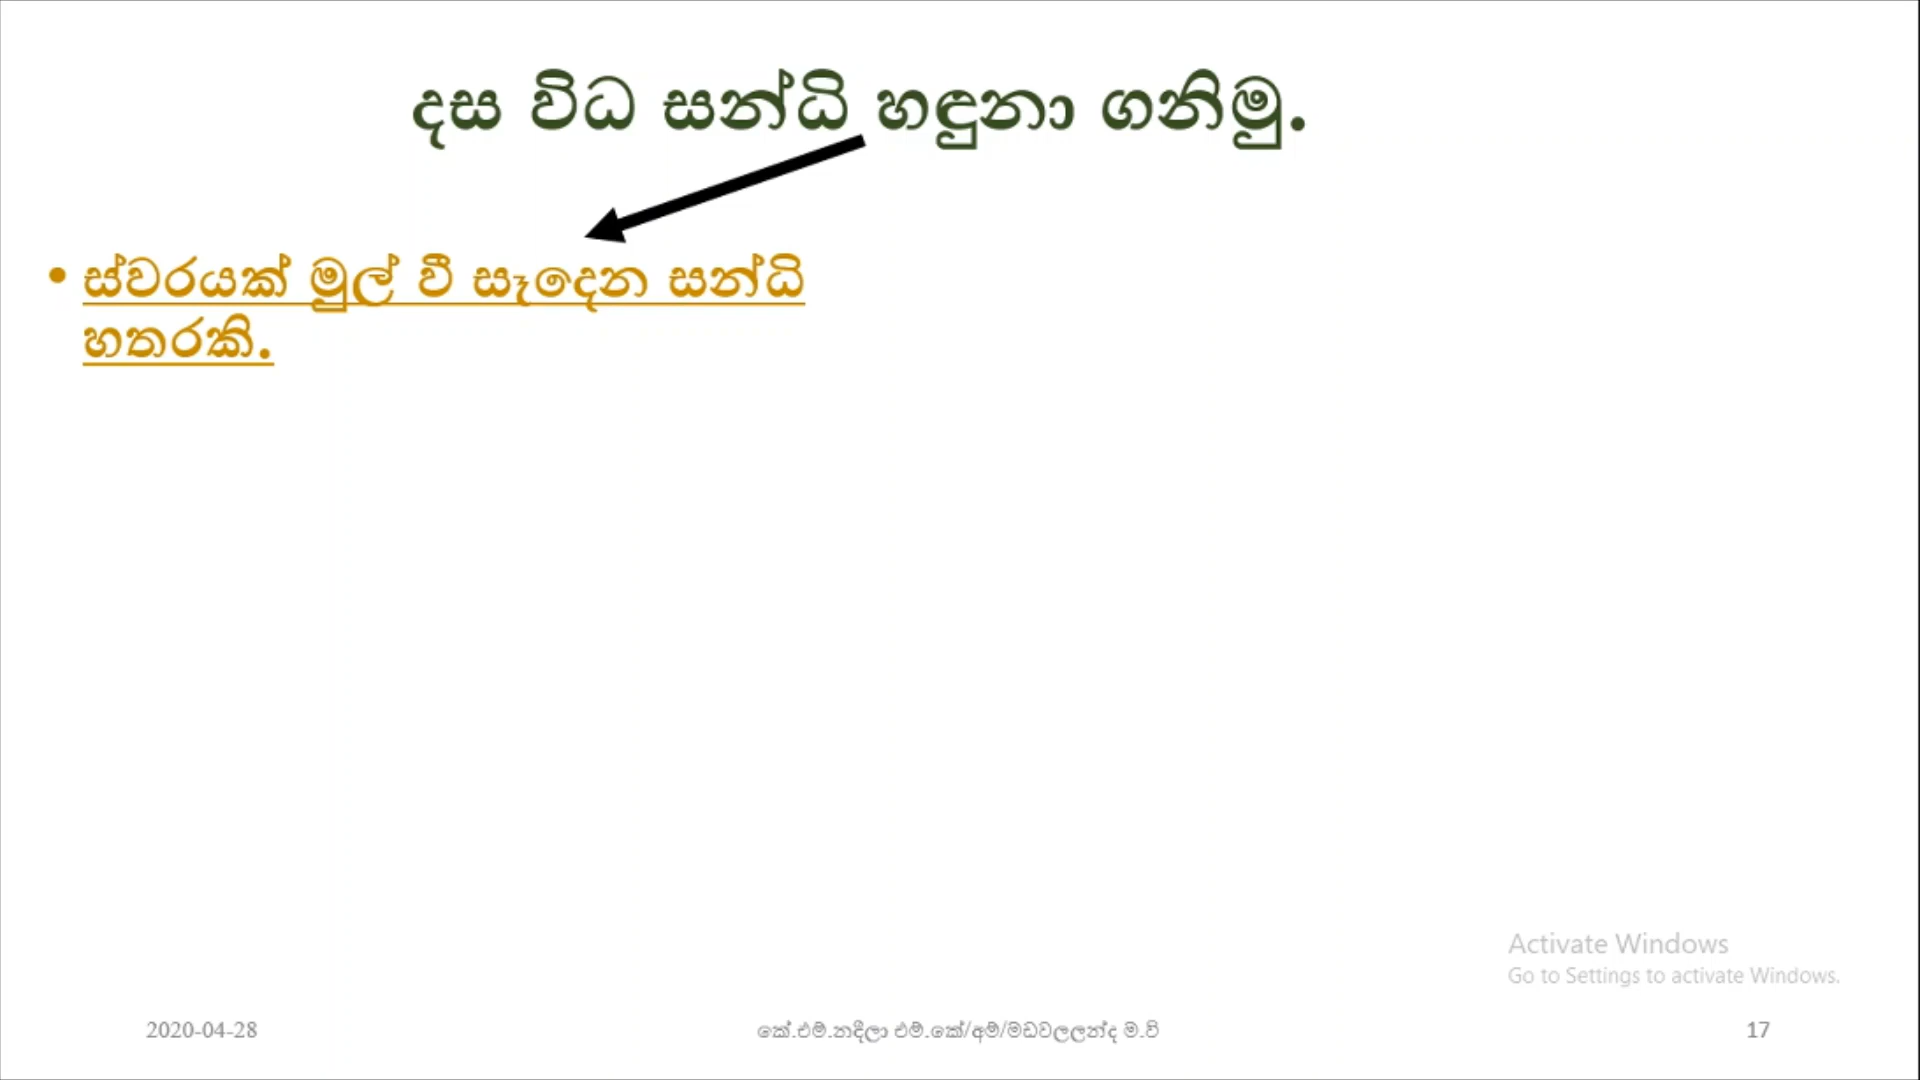 දස විධ සන්ධි හඳුනා ගනිමු.
• ස්වරයක් මුල් වී සෑදෙන සන්ධි
හතරකි.
Activate Windows
Go to Settings to activate Windows.
2020-04-28
කේ.එම්.නදීලා එම්.කේ/අම්/මඩවලලන්ද ම.වි
17